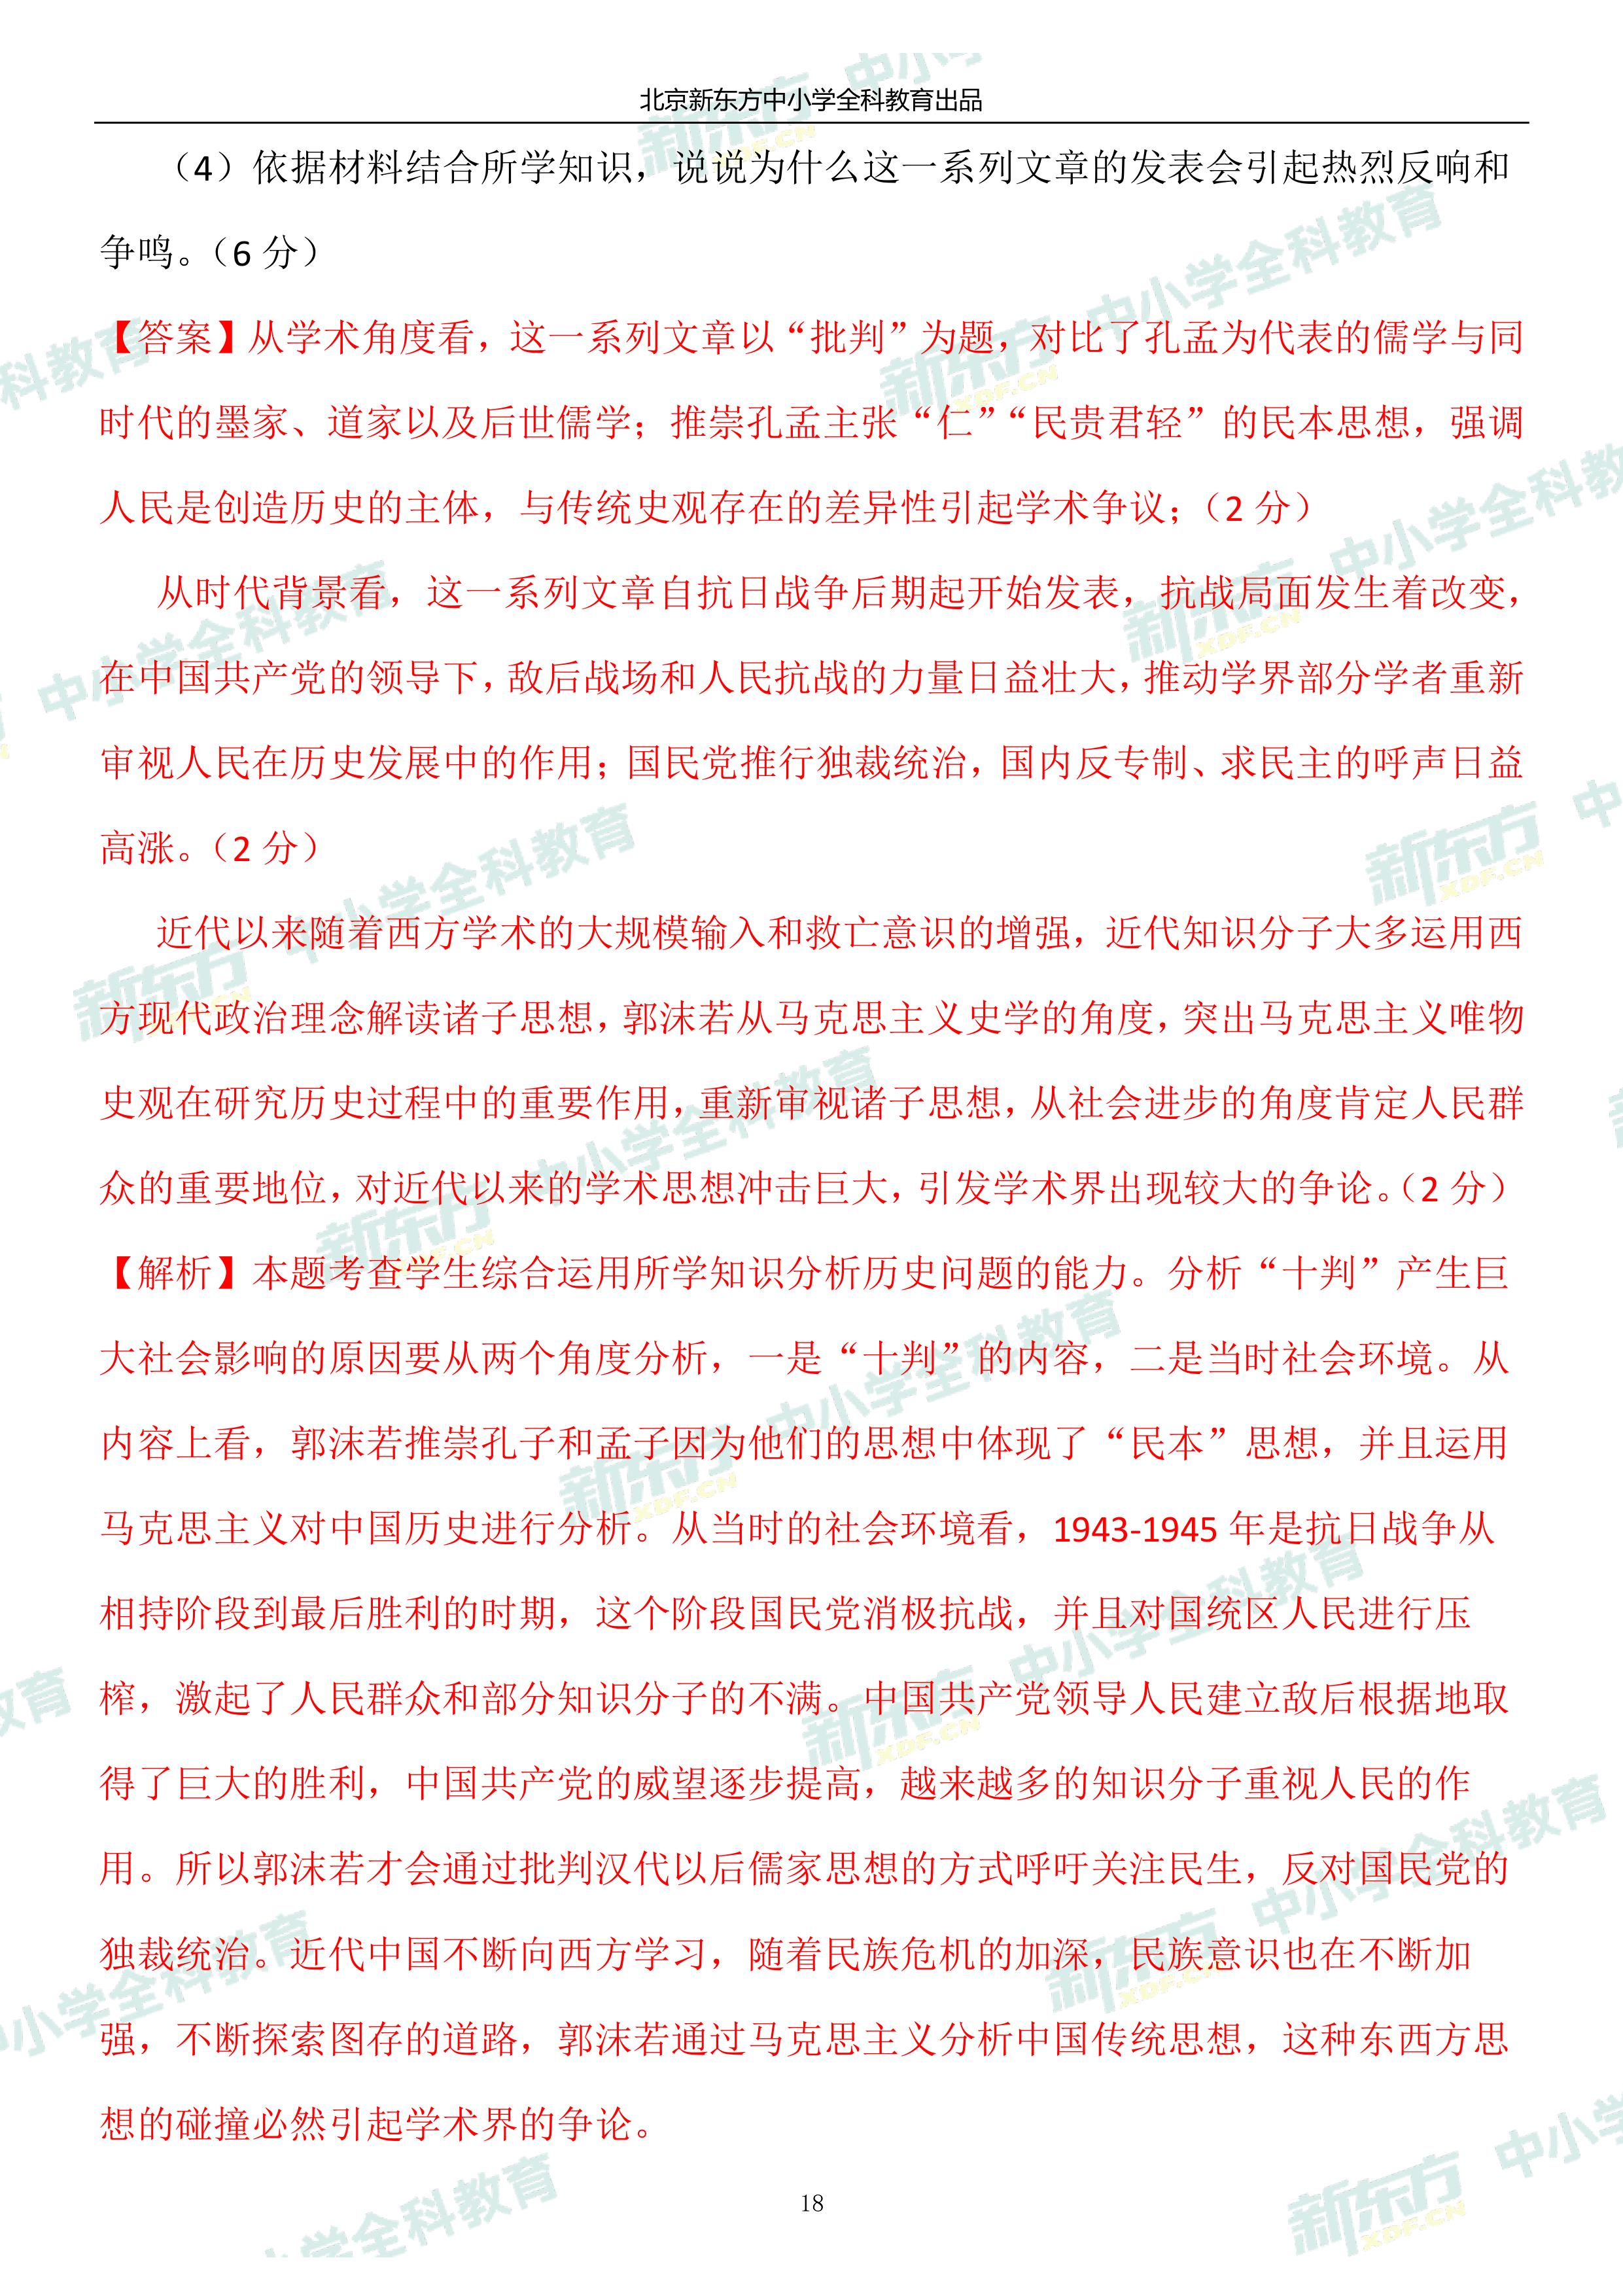 北京新东方中小学全科教育出品
（4）依据材料结合所学知识，说说为什么这一系列文章的发表会引起热烈反响和
争鸣。（6 分）
【答案】从学术角度看，这一系列文章以“批判”为题，对比了孔孟为代表的儒学与同
时代的墨家、道家以及后世儒学；推崇孔孟主张“仁”“民贵君轻”的民本思想，强调
人民是创造历史的主体，与传统史观存在的差异性引起学术争议；（2 分）
从时代背景看，这一系列文章自抗日战争后期起开始发表，抗战局面发生着改变，
在中国共产党的领导下，敌后战场和人民抗战的力量日益壮大，推动学界部分学者重新
审视人民在历史发展中的作用；国民党推行独裁统治，国内反专制、求民主的呼声日益
高涨。（2 分）
近代以来随着西方学术的大规模输入和救亡意识的增强，近代知识分子大多运用西
方现代政治理念解读诸子思想，郭沫若从马克思主义史学的角度，突出马克思主义唯物
史观在研究历史过程中的重要作用，重新审视诸子思想，从社会进步的角度肯定人民群
众的重要地位，对近代以来的学术思想冲击巨大，引发学术界出现较大的争论。（2 分）
【解析】本题考查学生综合运用所学知识分析历史问题的能力。分析“十判”产生巨
大社会影响的原因要从两个角度分析，一是“十判”的内容，二是当时社会环境。从
内容上看，郭沫若推崇孔子和孟子因为他们的思想中体现了“民本”思想，并且运用
马克思主义对中国历史进行分析。从当时的社会环境看，1943-1945 年是抗日战争从
相持阶段到最后胜利的时期，这个阶段国民党消极抗战，并且对国统区人民进行压
榨，激起了人民群众和部分知识分子的不满。中国共产党领导人民建立敌后根据地取
得了巨大的胜利，中国共产党的威望逐步提高，越来越多的知识分子重视人民的作
用。所以郭沫若才会通过批判汉代以后儒家思想的方式呼吁关注民生，反对国民党的
独裁统治。近代中国不断向西方学习，随着民族危机的加深，民族意识也在不断加
强，不断探索图存的道路，郭沫若通过马克思主义分析中国传统思想，这种东西方思
想的碰撞必然引起学术界的争论。
18